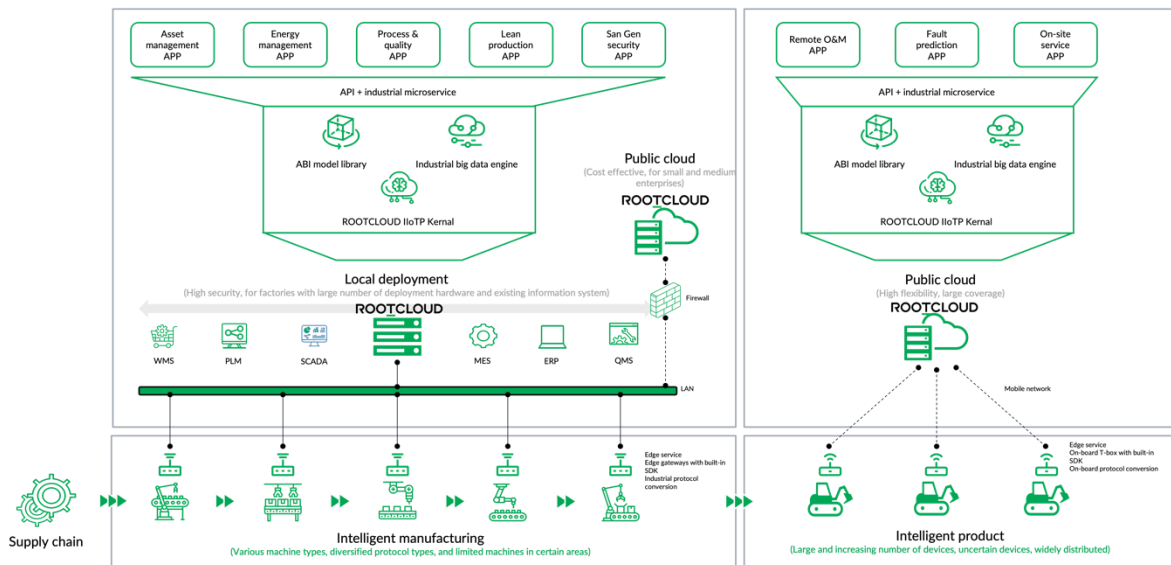 Asset
management
APP
Energy
management
APP
Process &
quality
APP
Lean
production
APP
San Gen
security
APP
API + industrial microservice
ABI model library
Industrial big data engine
ROOTCLOUD IIoTP Kernal
Public cloud
(Cost effective, for small and medium
enterprises)
ROOTCLOUD
Firewall
Local deployment
(High security, for factories with large number of deployment hardware and existing information system)
ROOTCLOUD
WMS
PLM
SCADA
MES
ERP
QMS
LAN
Remote O&M
APP
Fault
prediction
APP
On-site
service
APP
API + industrial microservice
ABI model library
Industrial big data engine
ROOTCLOUD IIoTP Kernal
Public cloud
(High flexibility, large coverage)
ROOTCLOUD
Mobile network
Supply chain
Edge service
Edge gateways with built-in
SDK
Industrial protocol
conversion
Intelligent manufacturing
(Various machine types, diversified protocol types, and limited machines in certain areas)
Edge service
On-board T-box with built-in
SDK
On-board protocol conversion
Intelligent product
(Large and increasing number of devices, uncertain devices, widely distributed)